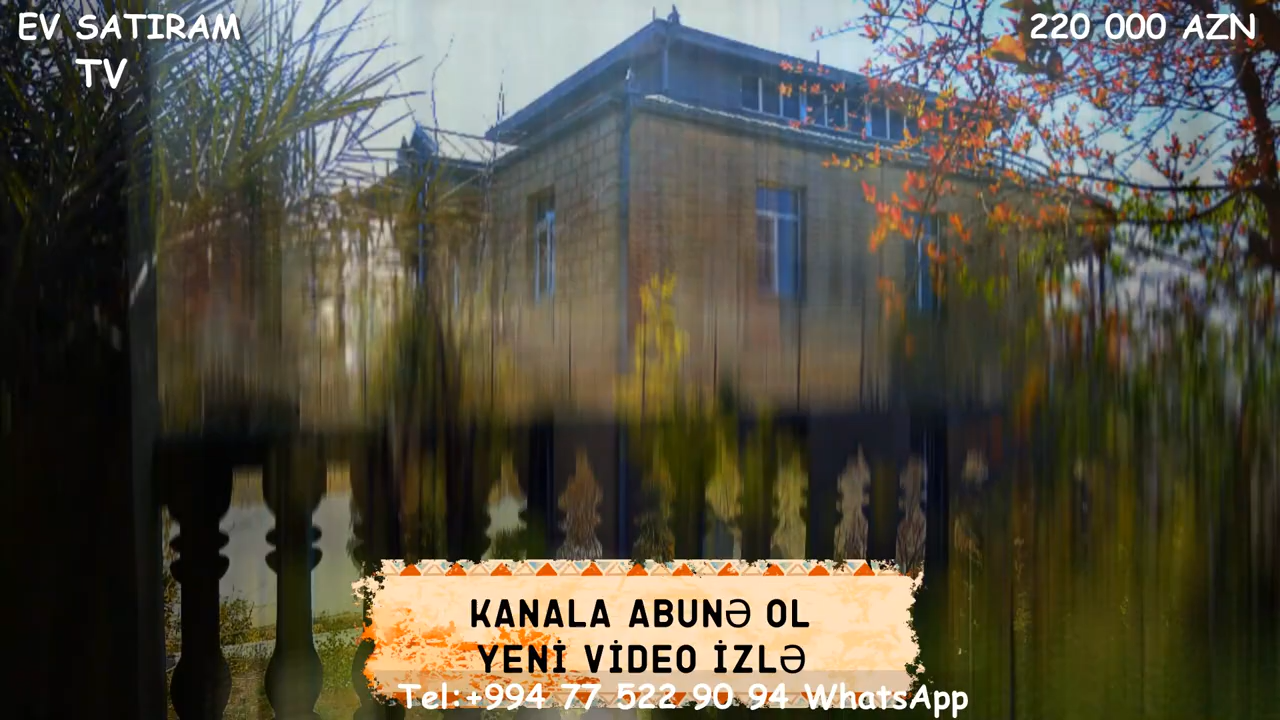 EV SATIRAM
TV
220 000 AZN
KANALA ABUNƏ OL
YENİ VİDEO İZLƏ
Tel:+994 77 522 90 94 WhatsApp